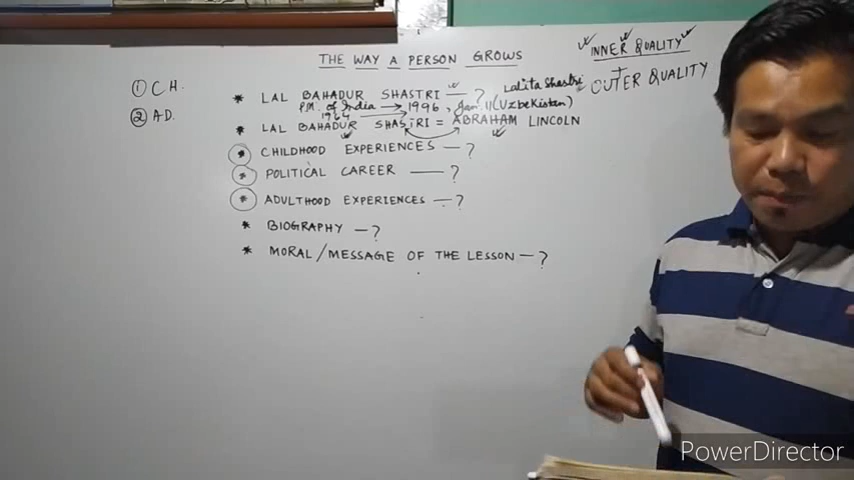 THE WAY A PERSON GROWS
INNER QUALITY
OUTER QUALITY
① CH.
② AD.
* LAL BAHADUR SHASTRI — ? Lalita Shastri
P.M. of India → 1996, Jan. 11 (Uzbekistan)
1964
* LAL BAHADUR SHASTRI = ABRAHAM LINCOLN
* CHILDHOOD EXPERIENCES — ?
* POLITICAL CAREER — ?
* ADULTHOOD EXPERIENCES — ?
* BIOGRAPHY — ?
* MORAL/MESSAGE OF THE LESSON — ?
PowerDirector